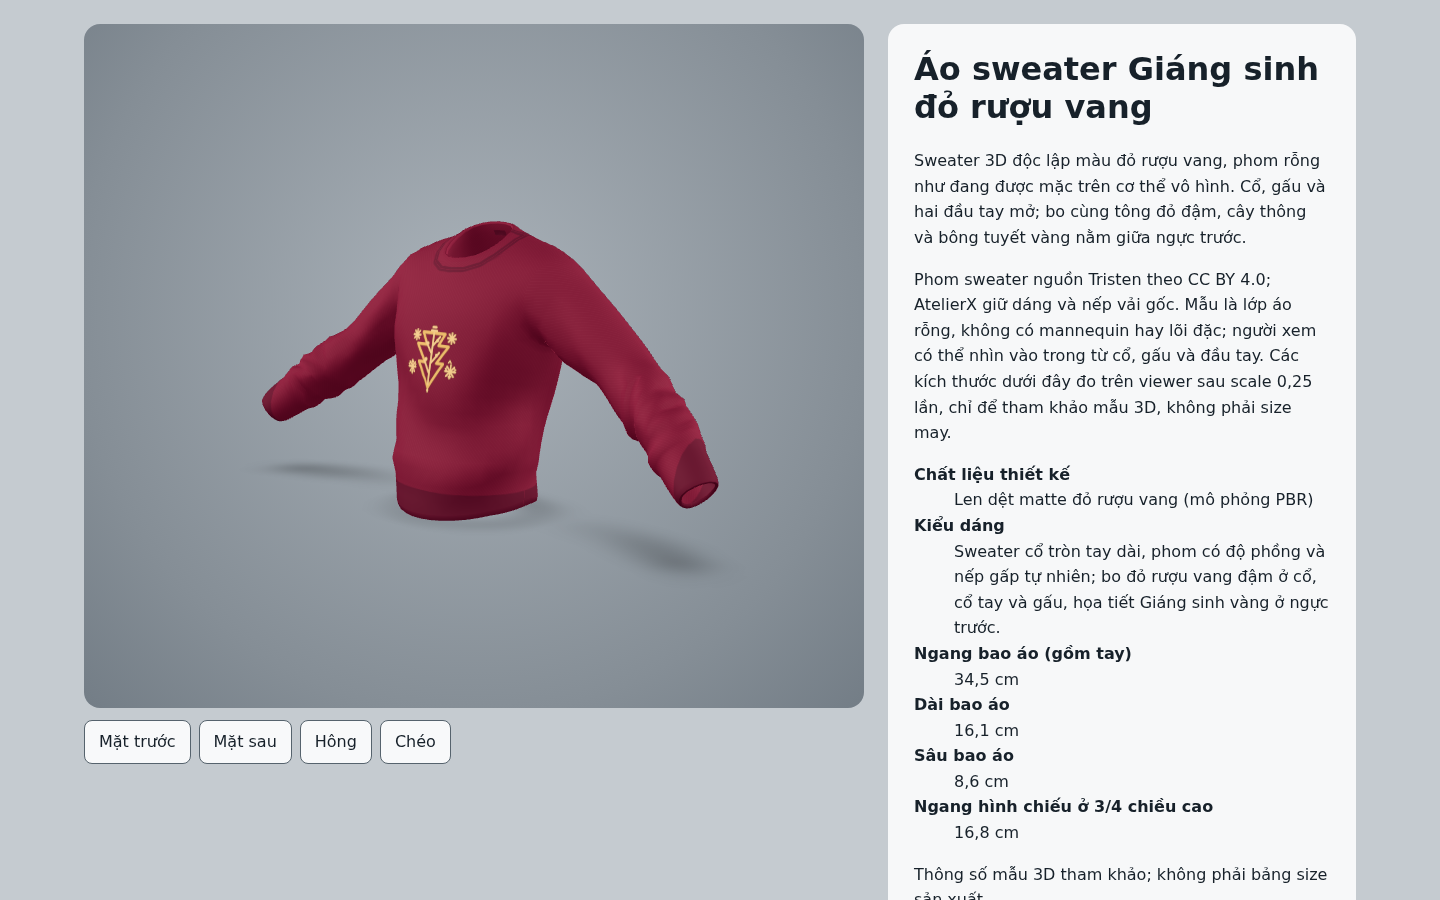 Áo sweater Giáng sinh
đỏ rượu vang
Sweater 3D độc lập màu đỏ rượu vang, phom rỗng
như đang được mặc trên cơ thể vô hình. Cổ, gấu và
hai đầu tay mở; bo cùng tông đỏ đậm, cây thông
và bông tuyết vàng nằm giữa ngực trước.
Phom sweater nguồn Tristen theo CC BY 4.0;
AtelierX giữ dáng và nếp vải gốc. Mẫu là lớp áo
rỗng, không có mannequin hay lõi đặc; người xem
có thể nhìn vào trong từ cổ, gấu và đầu tay. Các
kích thước dưới đây đo trên viewer sau scale 0,25
lần, chỉ để tham khảo mẫu 3D, không phải size
may.
Chất liệu thiết kế
Len dệt matte đỏ rượu vang (mô phỏng PBR)
Kiểu dáng
Sweater cổ tròn tay dài, phom có độ phồng và
nếp gấp tự nhiên; bo đỏ rượu vang đậm ở cổ,
cổ tay và gấu, họa tiết Giáng sinh vàng ở ngực
trước.
Ngang bao áo (gồm tay)
34,5 cm
Dài bao áo
16,1 cm
Sâu bao áo
8,6 cm
Ngang hình chiếu ở 3/4 chiều cao
16,8 cm
Thông số mẫu 3D tham khảo; không phải bảng size
sản xuất.
Mặt trước
Mặt sau
Hông
Chéo